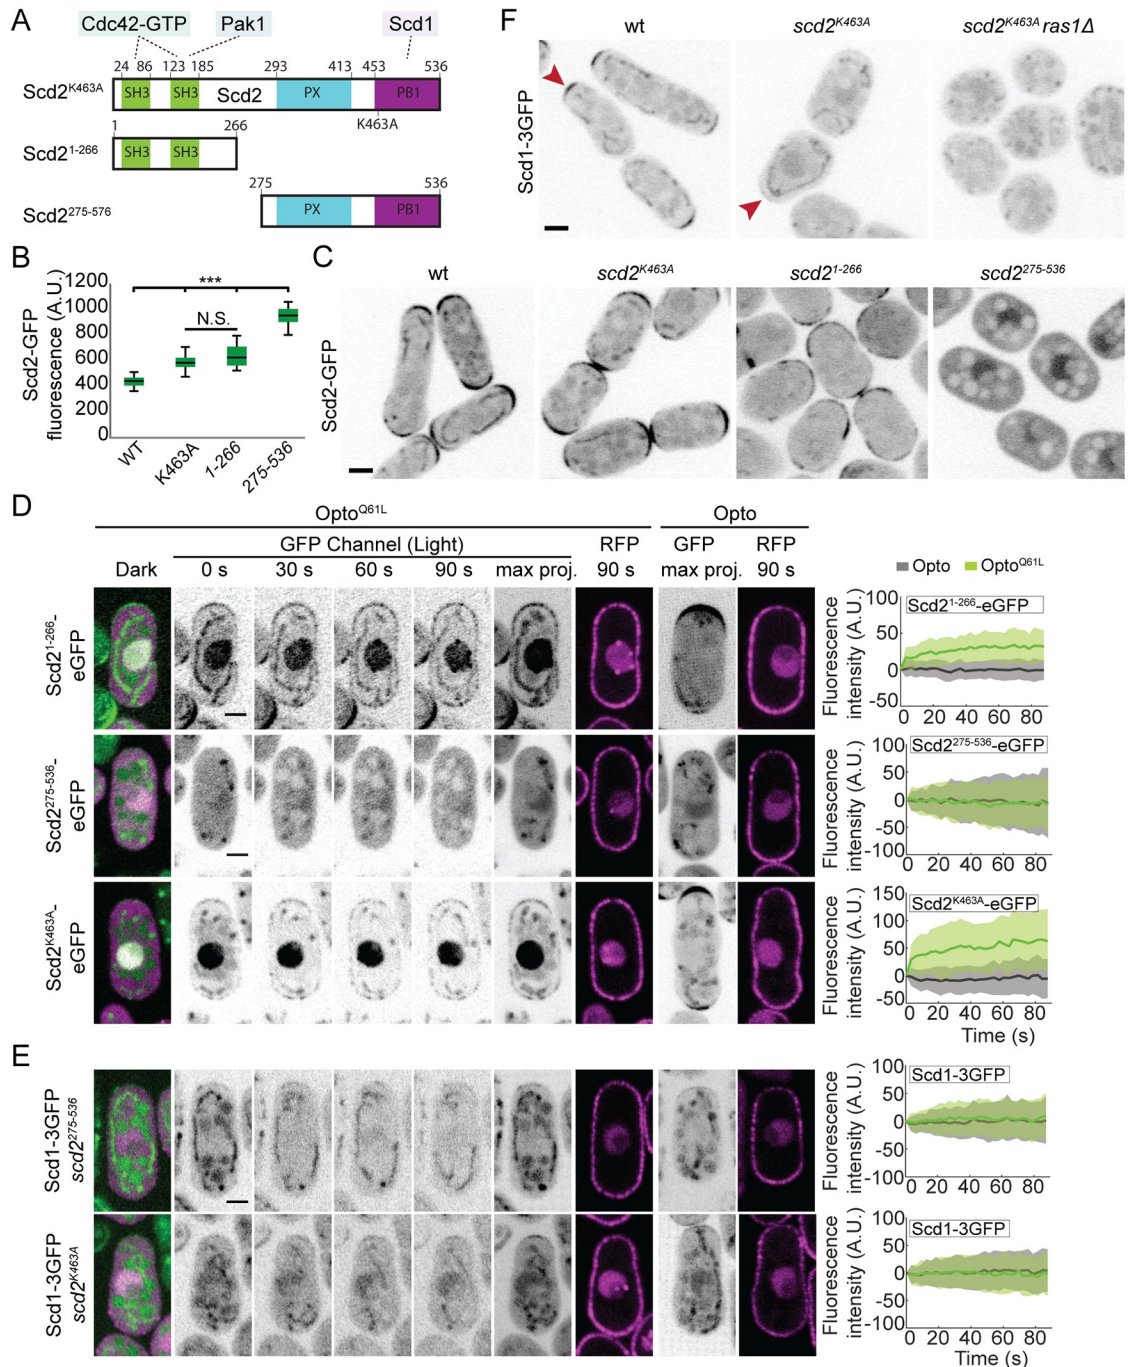 A
Cdc42-GTP Pak1 Scd1
24 86 123 185 293 413 453 536
Scd2K463A SH3 SH3 Scd2 PX PB1
K463A
1 266
Scd21-266 SH3 SH3
275 536
Scd2275-576 PX PB1
B
Scd2-GFP
fluorescence (A.U.)
1200
1000
800
600
400
200
0
***
N.S.
WT K463A 1-266 275-536
C
wt scd2K463A scd21-266 scd2275-536
Scd2-GFP
F
wt scd2K463A scd2K463A ras1Δ
Scd1-3GFP
D
OptoQ61L Opto
GFP Channel (Light) RFP GFP RFP
Dark 0 s 30 s 60 s 90 s max proj. 90 s max proj. 90 s
Opto OptoQ61L
Scd21-266-
eGFP
Fluorescence
intensity (A.U.)
100
50
0
-50
Scd21-266-eGFP
0 20 40 60 80
Scd2275-536-
eGFP
Fluorescence
intensity (A.U.)
100
50
0
-50
-100
Scd2275-536-eGFP
0 20 40 60 80
Scd2K463A-
eGFP
Fluorescence
intensity (A.U.)
150
100
50
0
-50
Scd2K463A-eGFP
0 20 40 60 80
Time (s)
E
Scd1-3GFP
scd2275-536
Fluorescence
intensity (A.U.)
100
50
0
-50
-100
Scd1-3GFP
0 20 40 60 80
Scd1-3GFP
scd2K463A
Fluorescence
intensity (A.U.)
100
50
0
-50
-100
Scd1-3GFP
0 20 40 60 80
Time (s)